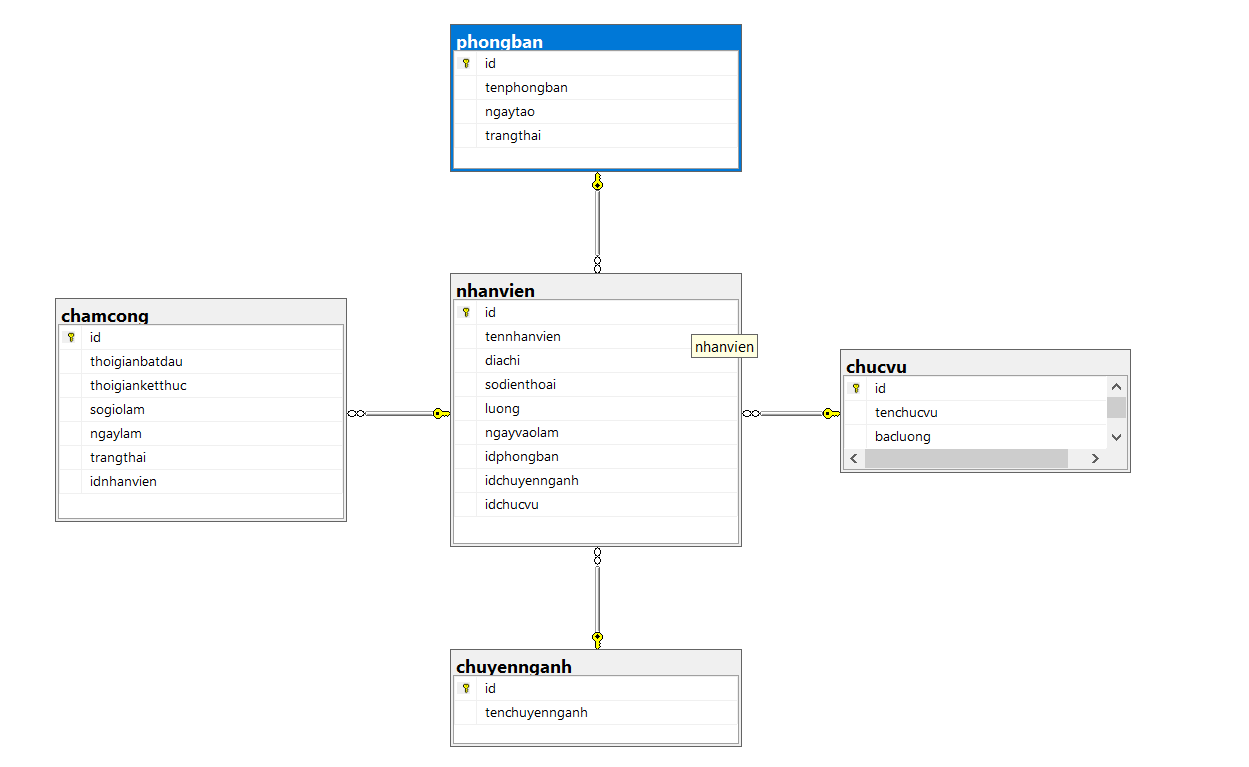 phongban
id
tenphongban
ngaytao
trangthai
chamcong
id
thoigianbatdau
thoigianketthuc
sogiolam
ngaylam
trangthai
idnhanvien
nhanvien
id
tennhanvien
diachi
sodienthoai
luong
ngayvaolam
idphongban
idchuyennganh
idchucvu
nhanvien
chucvu
id
tenchucvu
bacluong
chuyennganh
id
tenchuyennganh